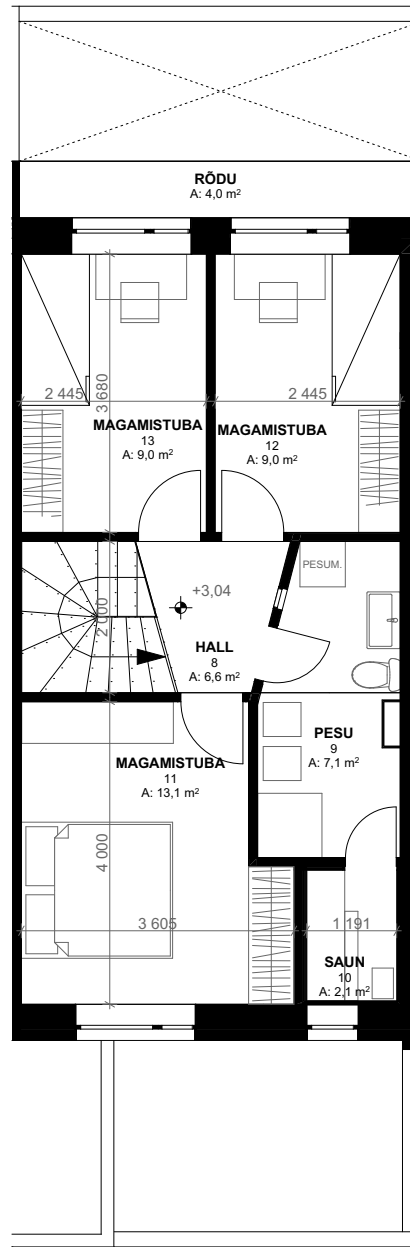 RÕDU
A: 4,0 m²
2 445
3 680
MAGAMISTUBA
13
A: 9,0 m²
2 445
MAGAMISTUBA
12
A: 9,0 m²
PESUM.
+3,04
2 000
HALL
8
A: 6,6 m²
PESU
9
A: 7,1 m²
MAGAMISTUBA
11
A: 13,1 m²
4 000
3 605
1 191
SAUN
10
A: 2,1 m²